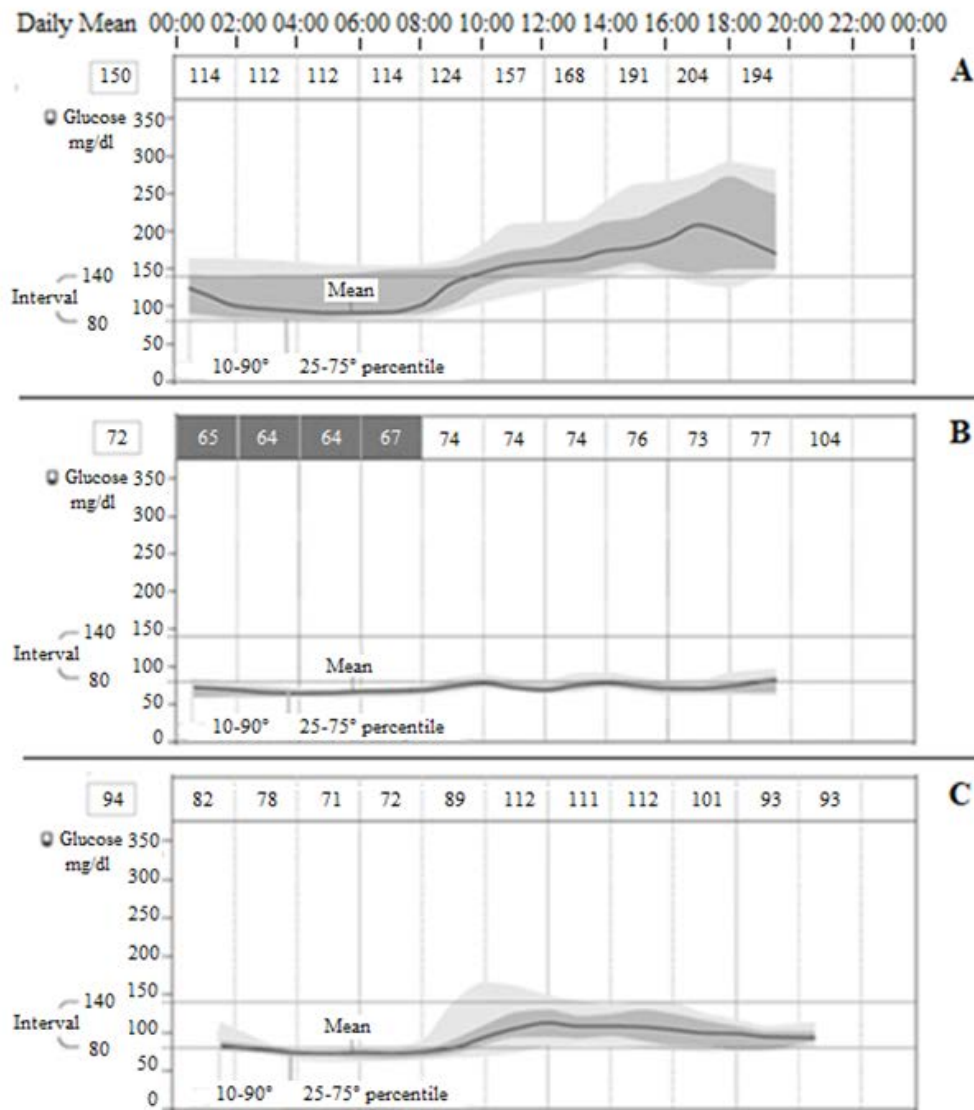 Daily Mean 00:00 02:00 04:00 06:00 08:00 10:00 12:00 14:00 16:00 18:00 20:00 22:00 00:00
150 114 112 112 114 124 157 168 191 204 194 A
Glucose
mg/dl
350
300
250
200
150
140
Interval
100
80
50
0
Mean
10-90° 25-75° percentile
72 65 64 64 67 74 74 74 76 73 77 104 B
Glucose
mg/dl
350
300
250
200
150
140
Interval
100
80
50
0
Mean
10-90° 25-75° percentile
94 82 78 71 72 89 112 111 112 101 93 93 C
Glucose
mg/dl
350
300
250
200
150
140
Interval
100
80
50
0
Mean
10-90° 25-75° percentile